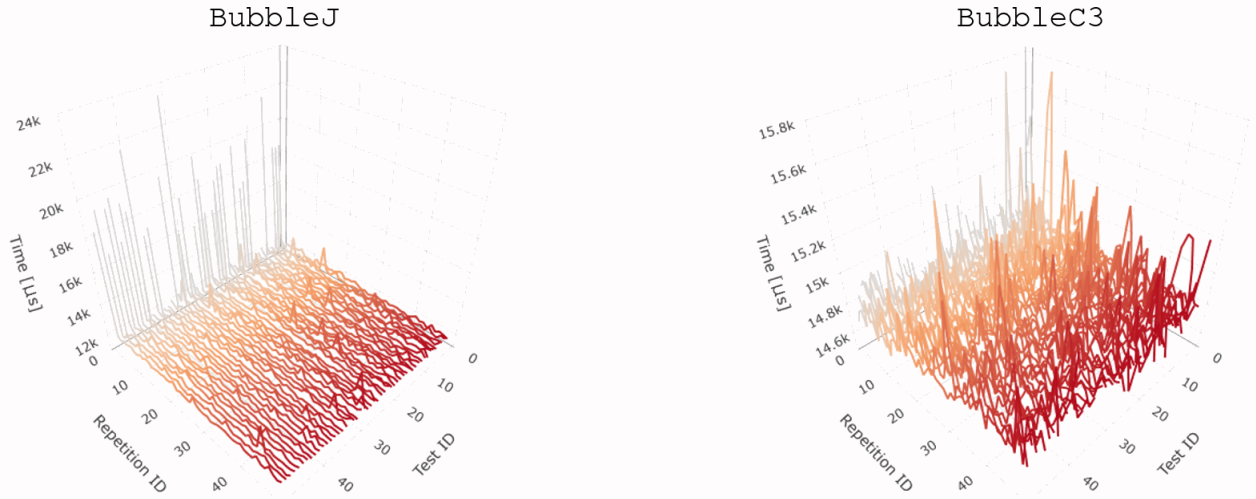 BubbleJ
24k
22k
20k
18k
16k
14k
12k
Time [µs]
0
10
20
30
40
Repetition ID
0
10
20
30
40
Test ID
BubbleC3
15.8k
15.6k
15.4k
15.2k
15k
14.8k
14.6k
Time [µs]
0
10
20
30
40
Repetition ID
0
10
20
30
40
Test ID